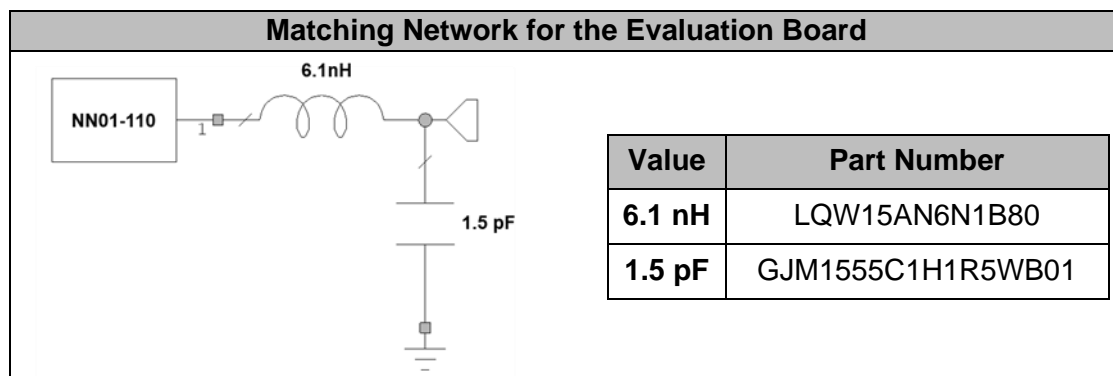 Matching Network for the Evaluation Board
6.1nH
NN01-110
1
1.5 pF
Value Part Number
6.1 nH LQW15AN6N1B80
1.5 pF GJM1555C1H1R5WB01